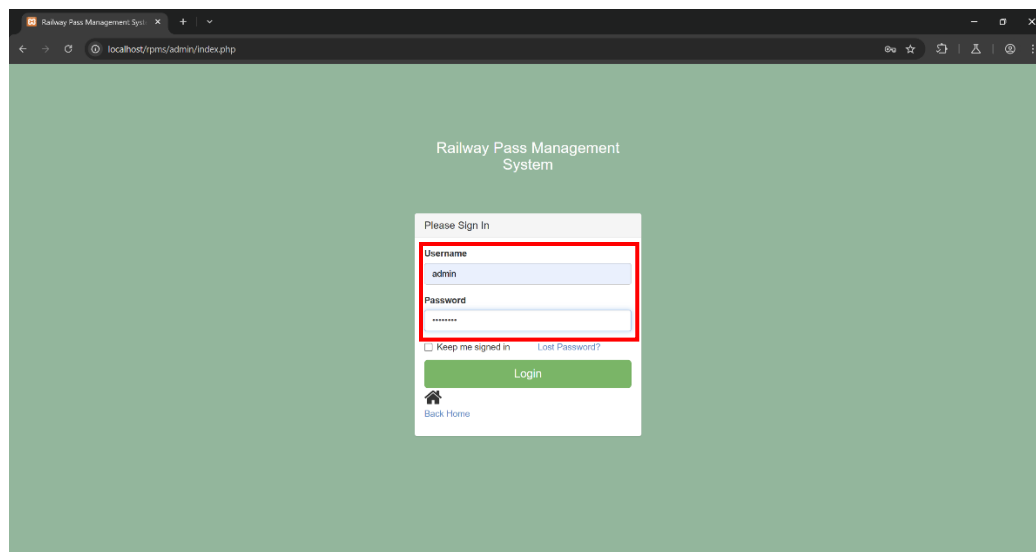 Railway Pass Management Syst
localhost/rpms/admin/index.php
Railway Pass Management
System
Please Sign In
Username
admin
Password
Keep me signed in Lost Password?
Login
Back Home